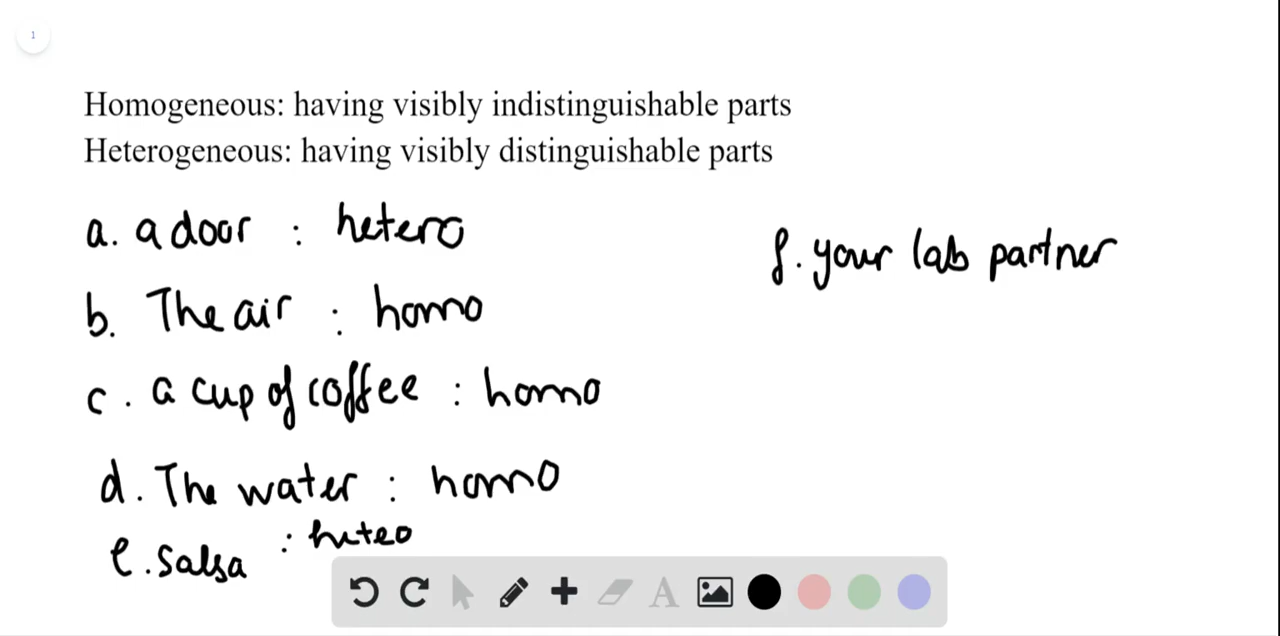 1
Homogeneous: having visibly indistinguishable parts
Heterogeneous: having visibly distinguishable parts
a. a door : hetero
b. The air : homo
c. a cup of coffee : homo
d. The water : homo
e. Salsa : huteo
f. your lab partner
A